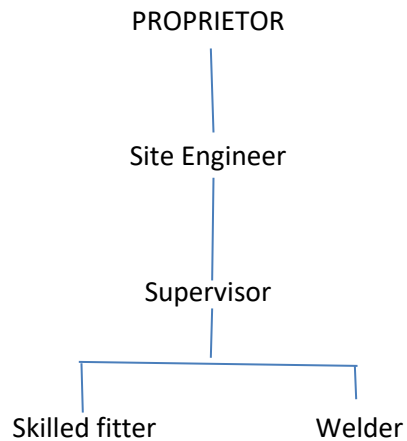 PROPRIETOR
Site Engineer
Supervisor
Skilled fitter Welder